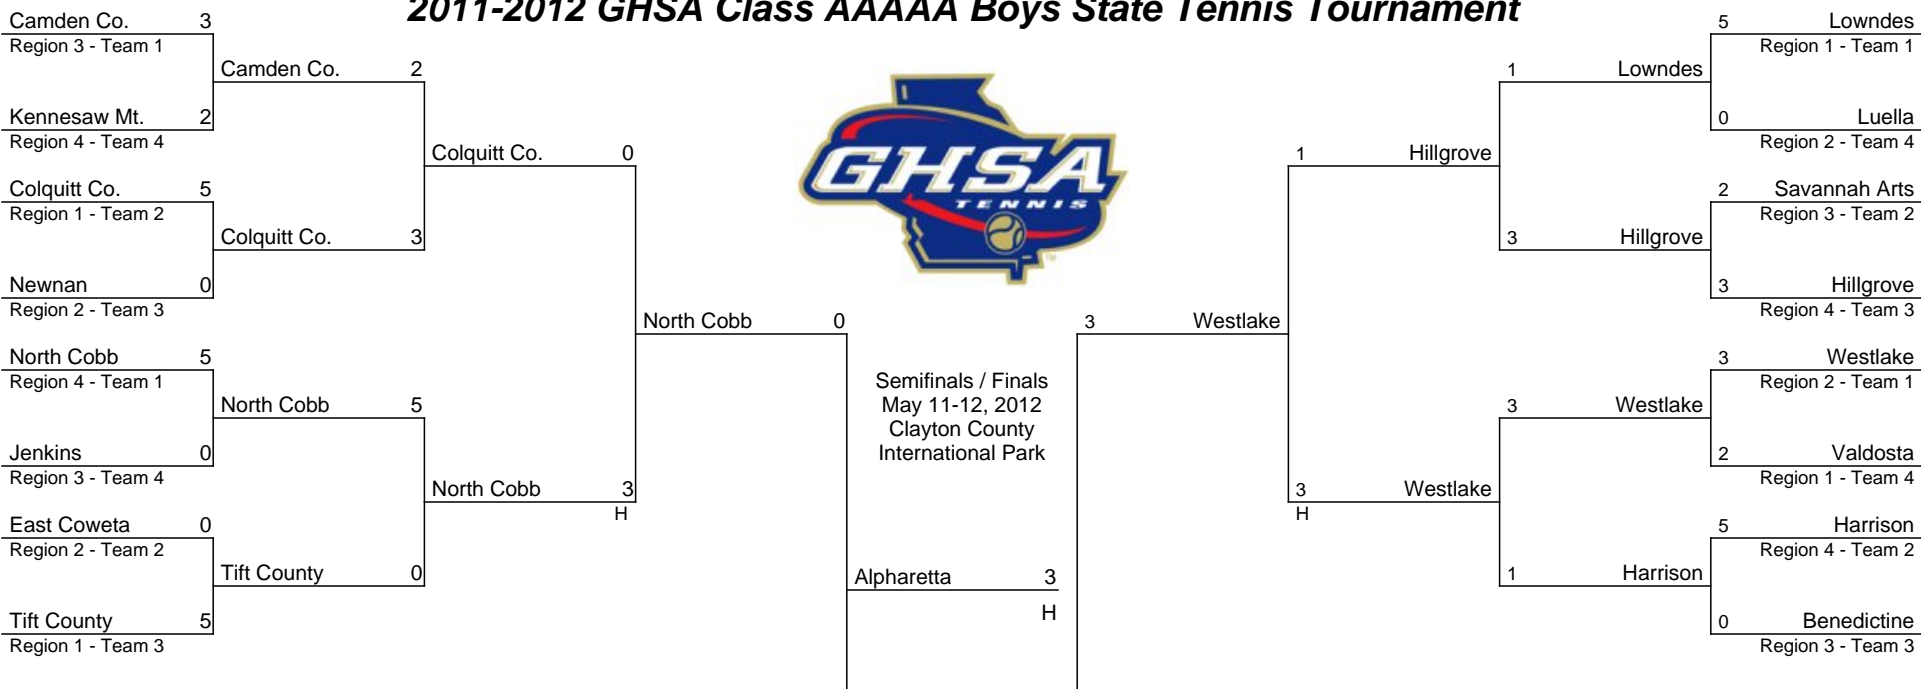 2011-2012 GHSA Class AAAAA Boys State Tennis Tournament
Camden Co. 3
Region 3 - Team 1
Kennesaw Mt. 2
Region 4 - Team 4
Colquitt Co. 5
Region 1 - Team 2
Newnan 0
Region 2 - Team 3
North Cobb 5
Region 4 - Team 1
Jenkins 0
Region 3 - Team 4
East Coweta 0
Region 2 - Team 2
Tift County 5
Region 1 - Team 3
Camden Co. 2
Colquitt Co. 3
North Cobb 5
Tift County 0
Colquitt Co. 0
North Cobb 3
H
North Cobb 0
GHSA
TENNIS
TM
Semifinals / Finals
May 11-12, 2012
Clayton County
International Park
Alpharetta 3
H
3 Westlake
1 Hillgrove
3 Westlake
H
1 Lowndes
3 Hillgrove
3 Westlake
1 Harrison
5 Lowndes
Region 1 - Team 1
0 Luella
Region 2 - Team 4
2 Savannah Arts
Region 3 - Team 2
3 Hillgrove
Region 4 - Team 3
3 Westlake
Region 2 - Team 1
2 Valdosta
Region 1 - Team 4
5 Harrison
Region 4 - Team 2
0 Benedictine
Region 3 - Team 3